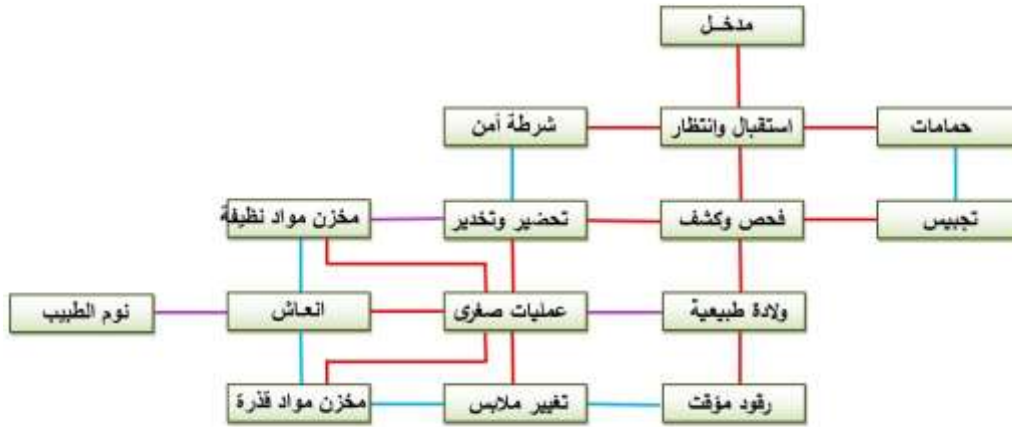 مدخل
استقبال وانتظار
شرطة أمن
حمامات
فحص وكشف
تجبيس
تحضير وتخدير
مخزن مواد نظيفة
ولادة طبيعية
عمليات صغرى
انعاش
نوم الطبيب
رقود مؤقت
تغيير ملابس
مخزن مواد قذرة